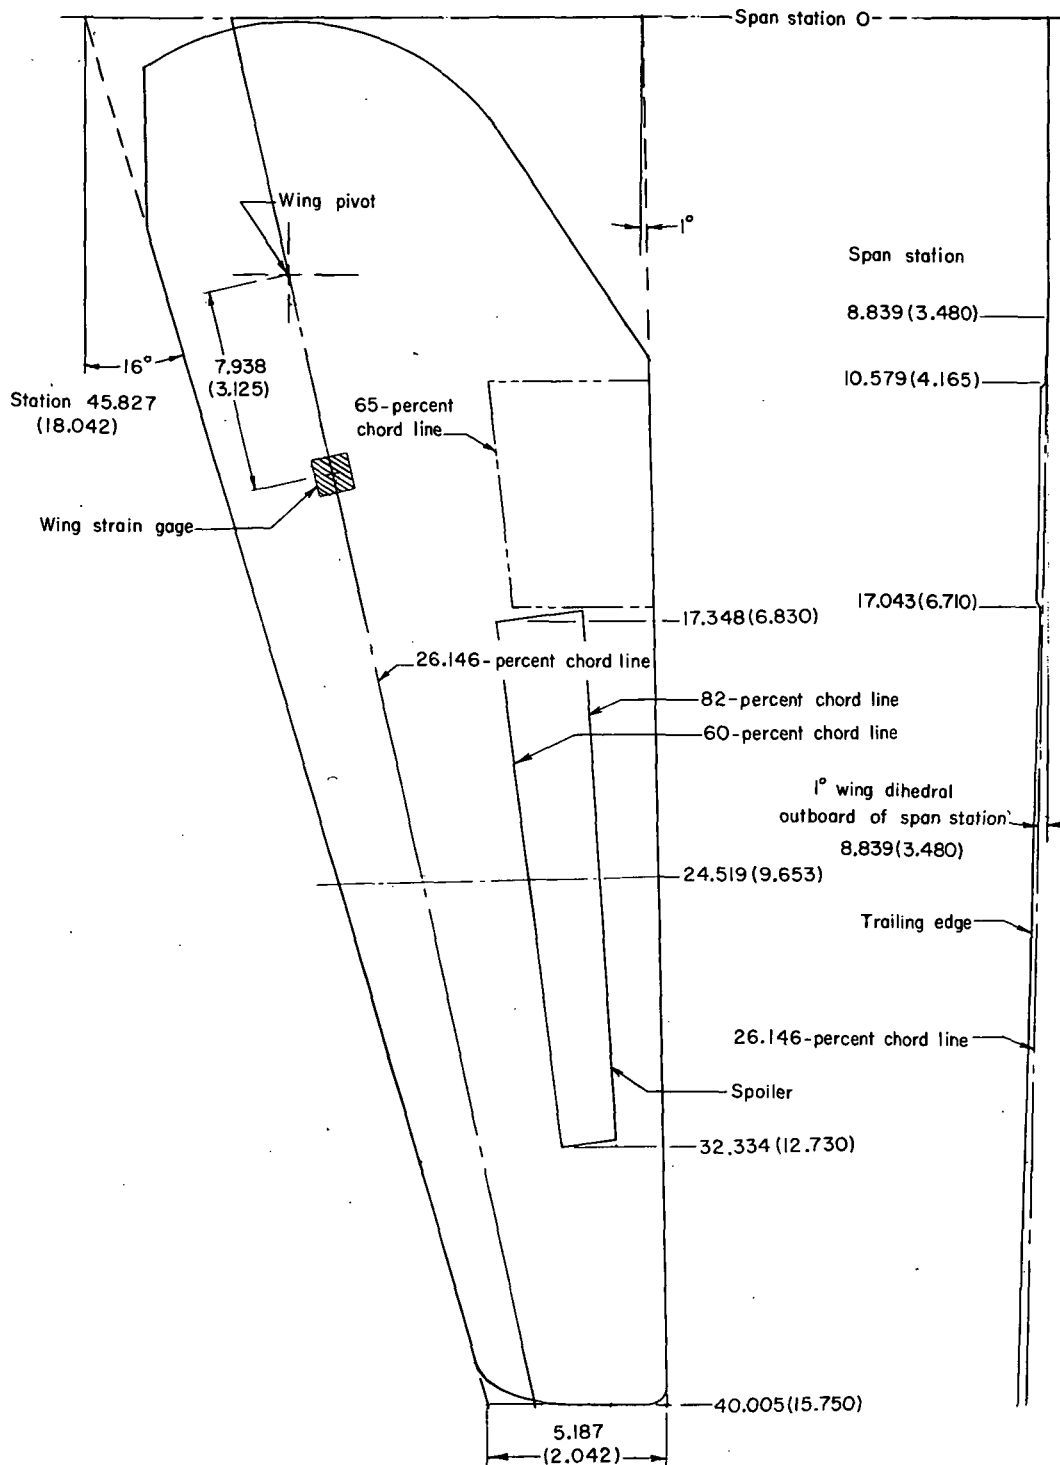 Span station 0
Wing pivot
1°
Span station
8.839(3.480)
16°
7.938
(3.125)
10.579(4.165)
Station 45.827
(18.042)
65-percent
chord line
Wing strain gage
17.348(6.830)
17.043(6.710)
26.146-percent chord line
82-percent chord line
60-percent chord line
1° wing dihedral
outboard of span station
8.839(3.480)
24.519(9.653)
Trailing edge
26.146-percent chord line
Spoiler
32.334(12.730)
40.005(15.750)
5.187
(2.042)